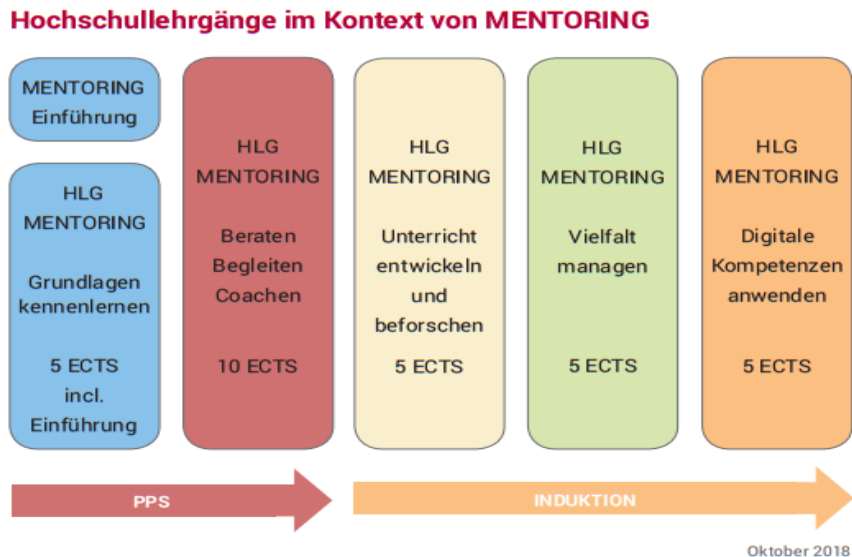 Hochschullehrgänge im Kontext von MENTORING
MENTORING
Einführung
HLG
MENTORING
Grundlagen
kennenlernen
5 ECTS
incl.
Einführung
HLG
MENTORING
Beraten
Begleiten
Coachen
10 ECTS
HLG
MENTORING
Unterricht
entwickeln
und
beforschen
5 ECTS
HLG
MENTORING
Vielfalt
managen
5 ECTS
HLG
MENTORING
Digitale
Kompetenzen
anwenden
5 ECTS
PPS
INDUKTION
Oktober 2018